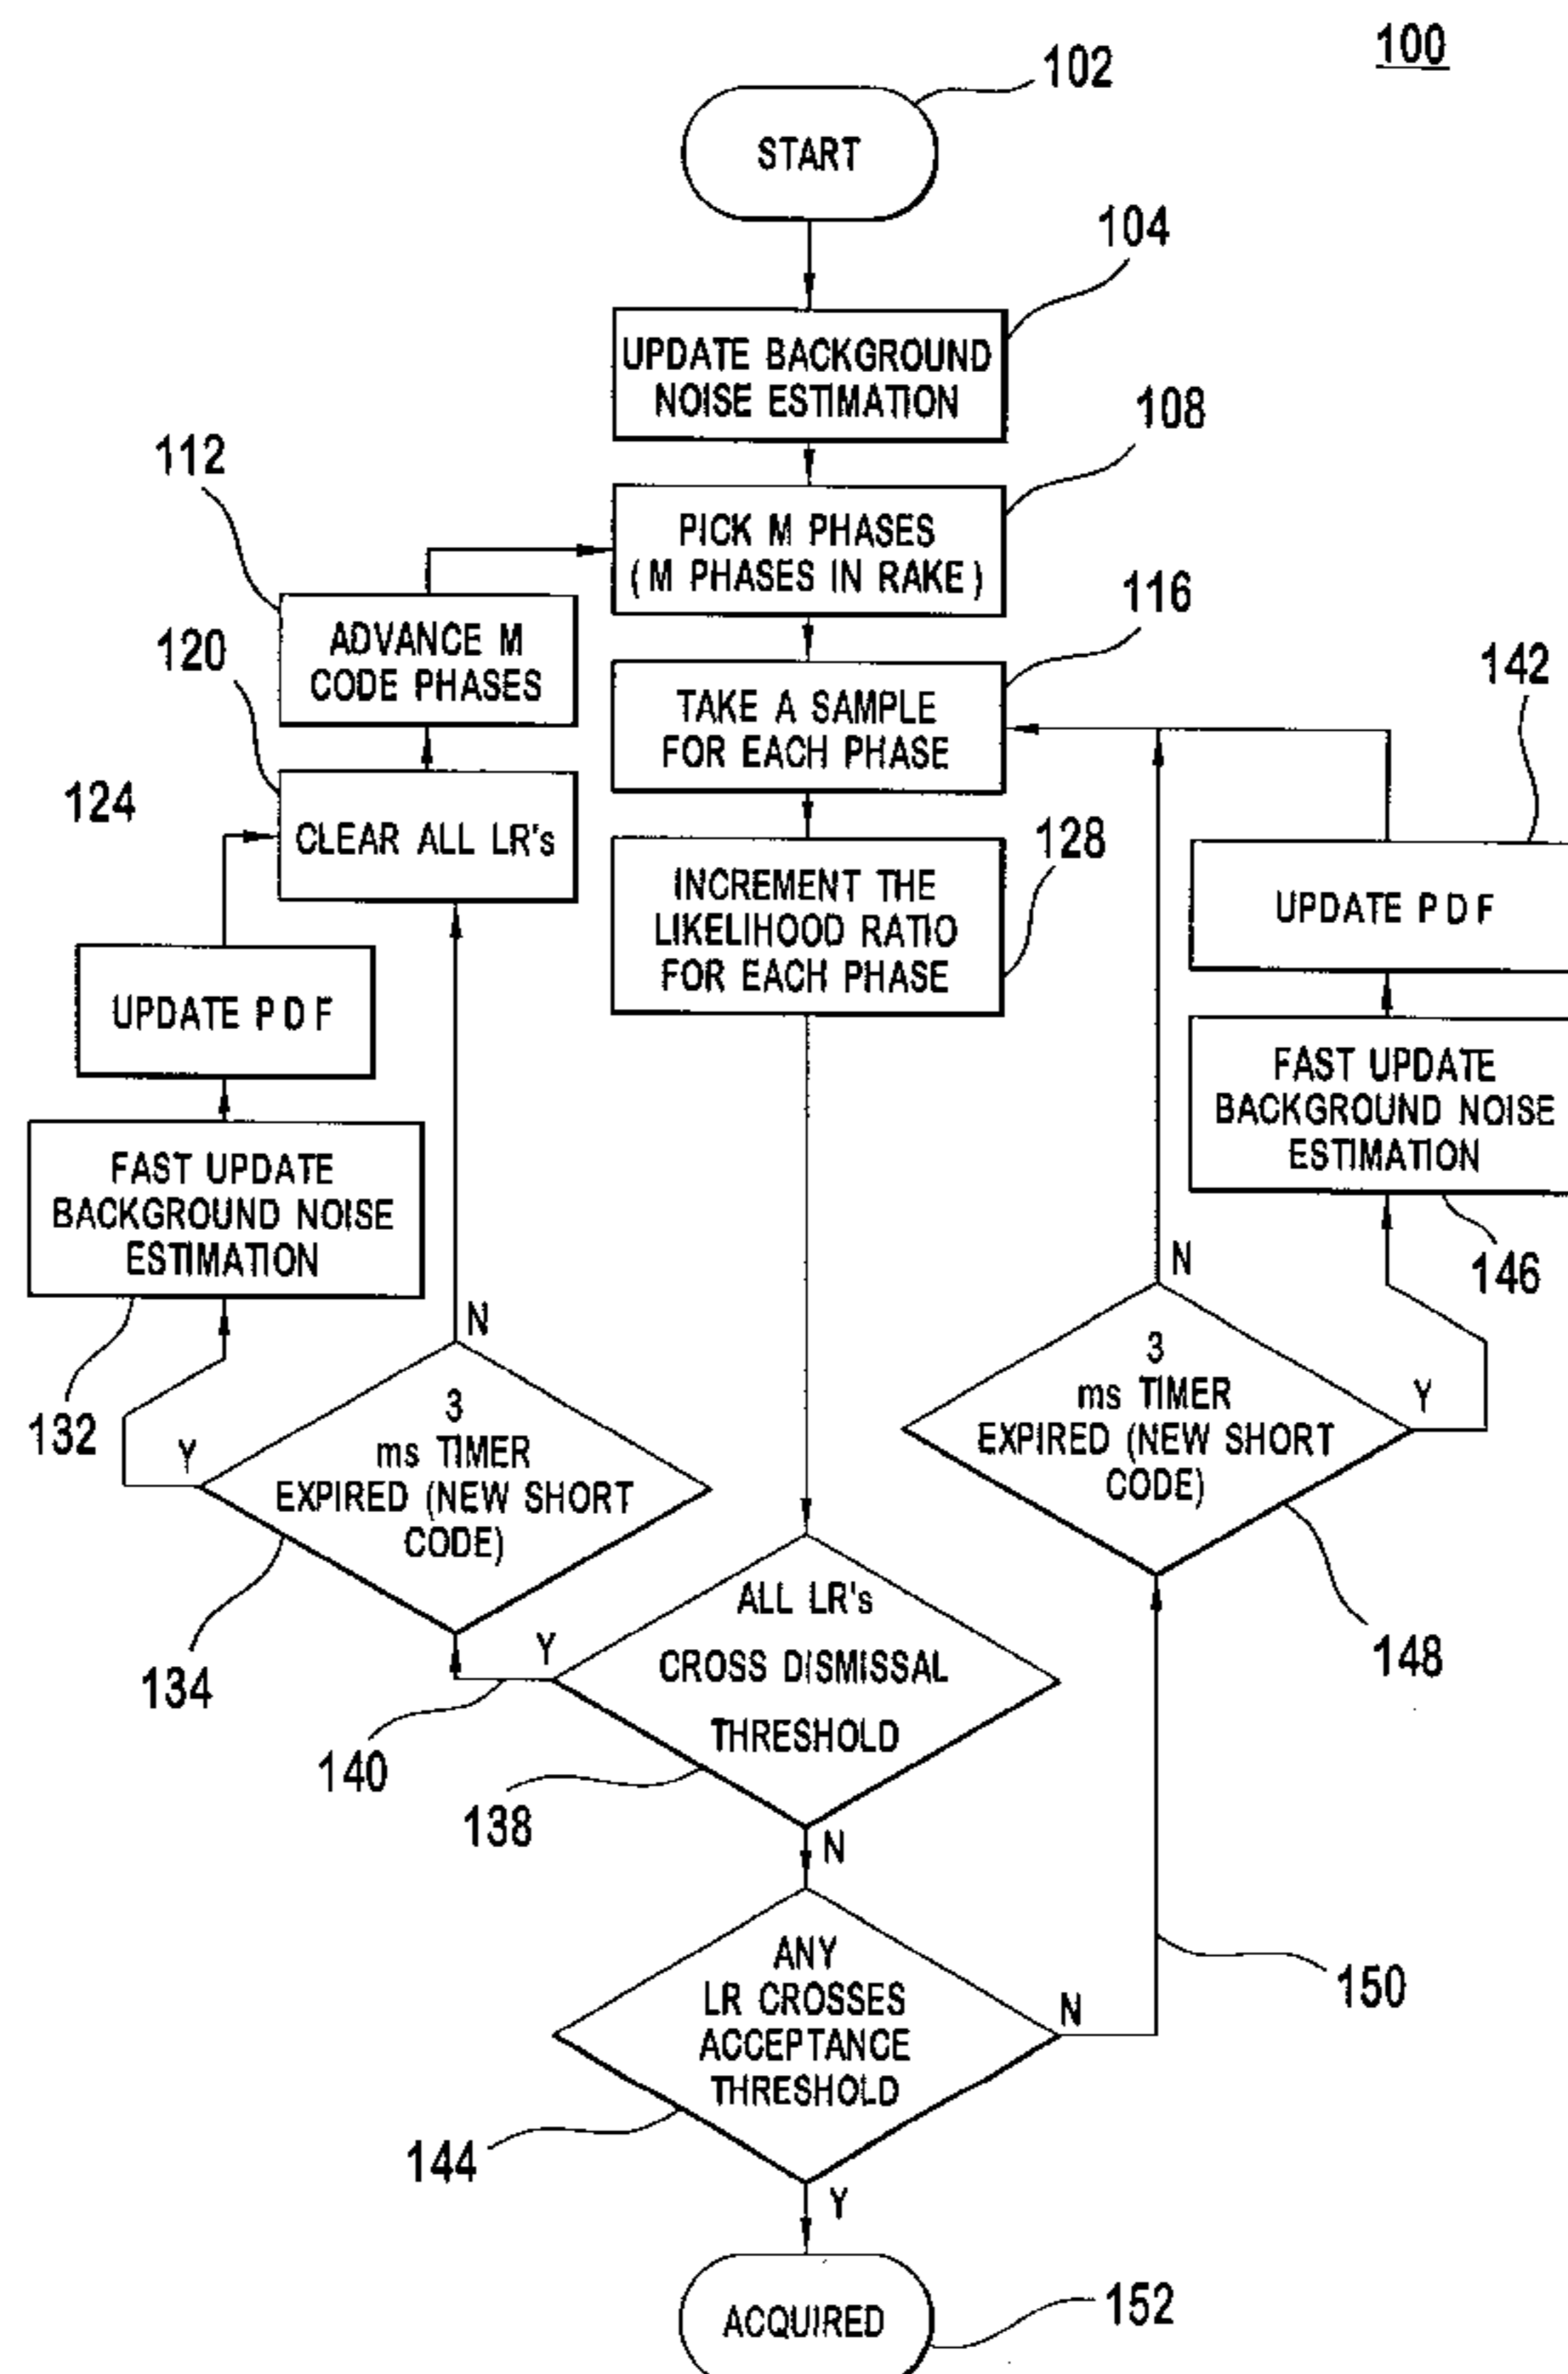 100
102
START
104
UPDATE BACKGROUND
NOISE ESTIMATION
108
112
PICK M PHASES
(M PHASES IN RAKE)
116
ADVANCE M
CODE PHASES
120
142
TAKE A SAMPLE
FOR EACH PHASE
124
CLEAR ALL LR's
128
INCREMENT THE
LIKELIHOOD RATIO
FOR EACH PHASE
UPDATE PDF
UPDATE PDF
FAST UPDATE
BACKGROUND NOISE
ESTIMATION
FAST UPDATE
BACKGROUND NOISE
ESTIMATION
146
N
N
132
Y
3
ms TIMER
EXPIRED (NEW SHORT
CODE)
3
ms TIMER
EXPIRED (NEW SHORT
CODE)
Y
134
Y
ALL LR's
CROSS DISMISSAL
THRESHOLD
148
140
138
N
ANY
LR CROSSES
ACCEPTANCE
THRESHOLD
N
150
144
Y
ACQUIRED
152